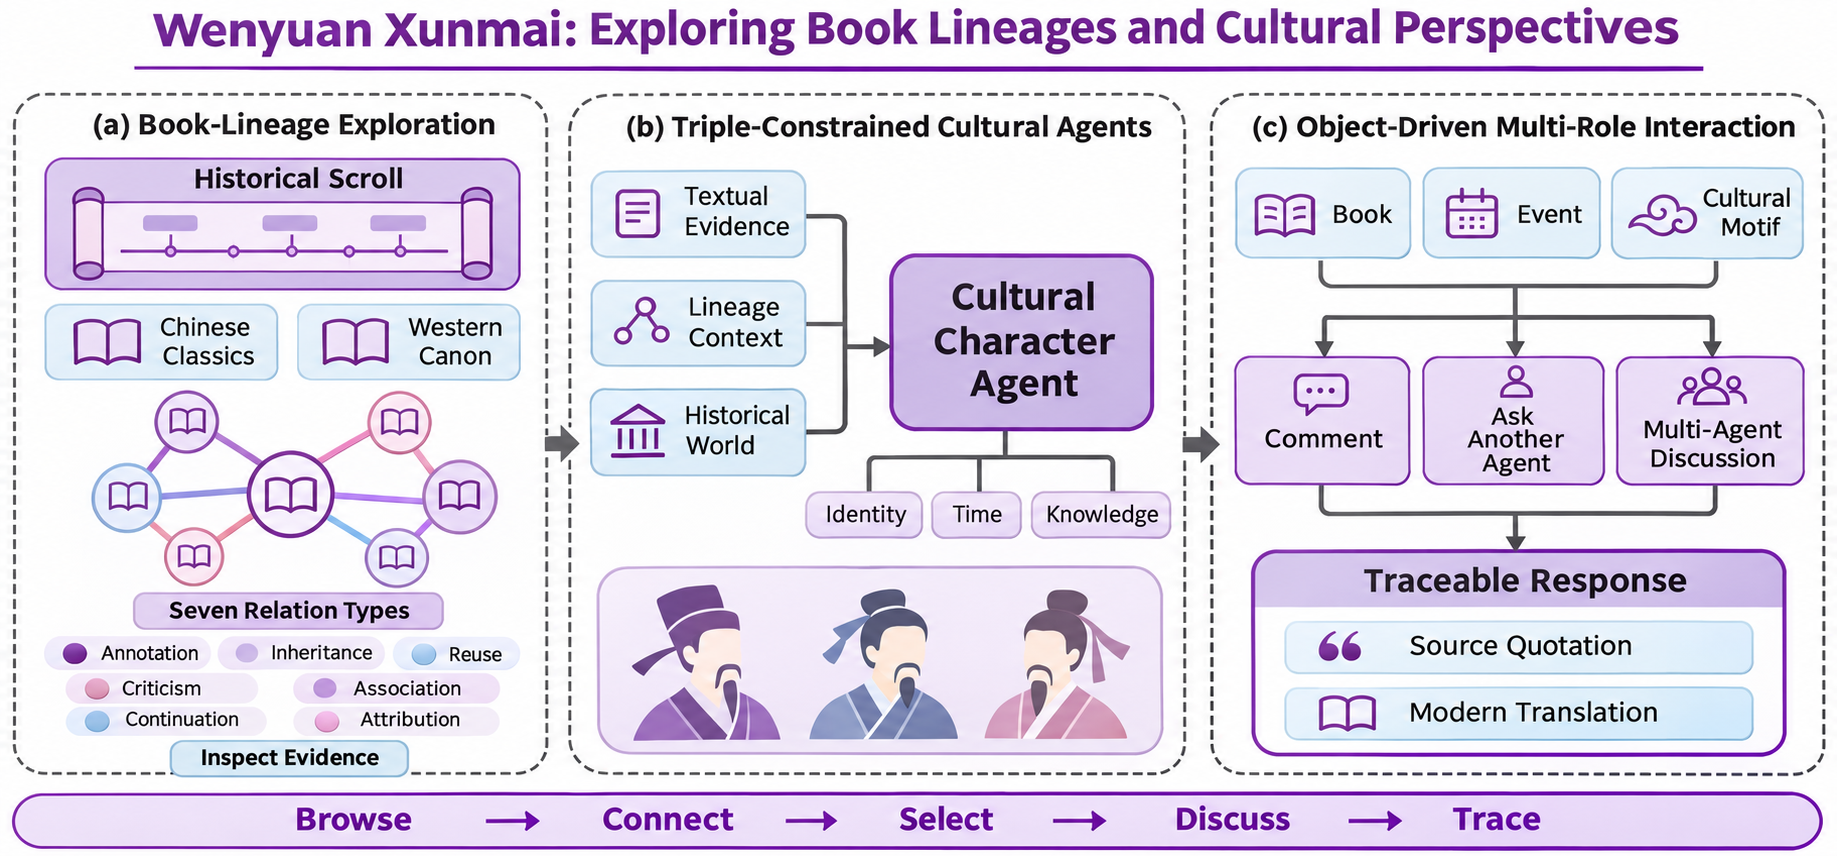 Wenyuan Xunmai: Exploring Book Lineages and Cultural Perspectives
(a) Book-Lineage Exploration
Historical Scroll
Chinese
Classics
Western
Canon
Seven Relation Types
Annotation
Inheritance
Reuse
Criticism
Association
Continuation
Attribution
Inspect Evidence
(b) Triple-Constrained Cultural Agents
Textual
Evidence
Lineage
Context
Historical
World
Cultural
Character
Agent
Identity
Time
Knowledge
(c) Object-Driven Multi-Role Interaction
Book
Event
Cultural
Motif
Comment
Ask
Another
Agent
Multi-Agent
Discussion
Traceable Response
Source Quotation
Modern Translation
Browse → Connect → Select → Discuss → Trace